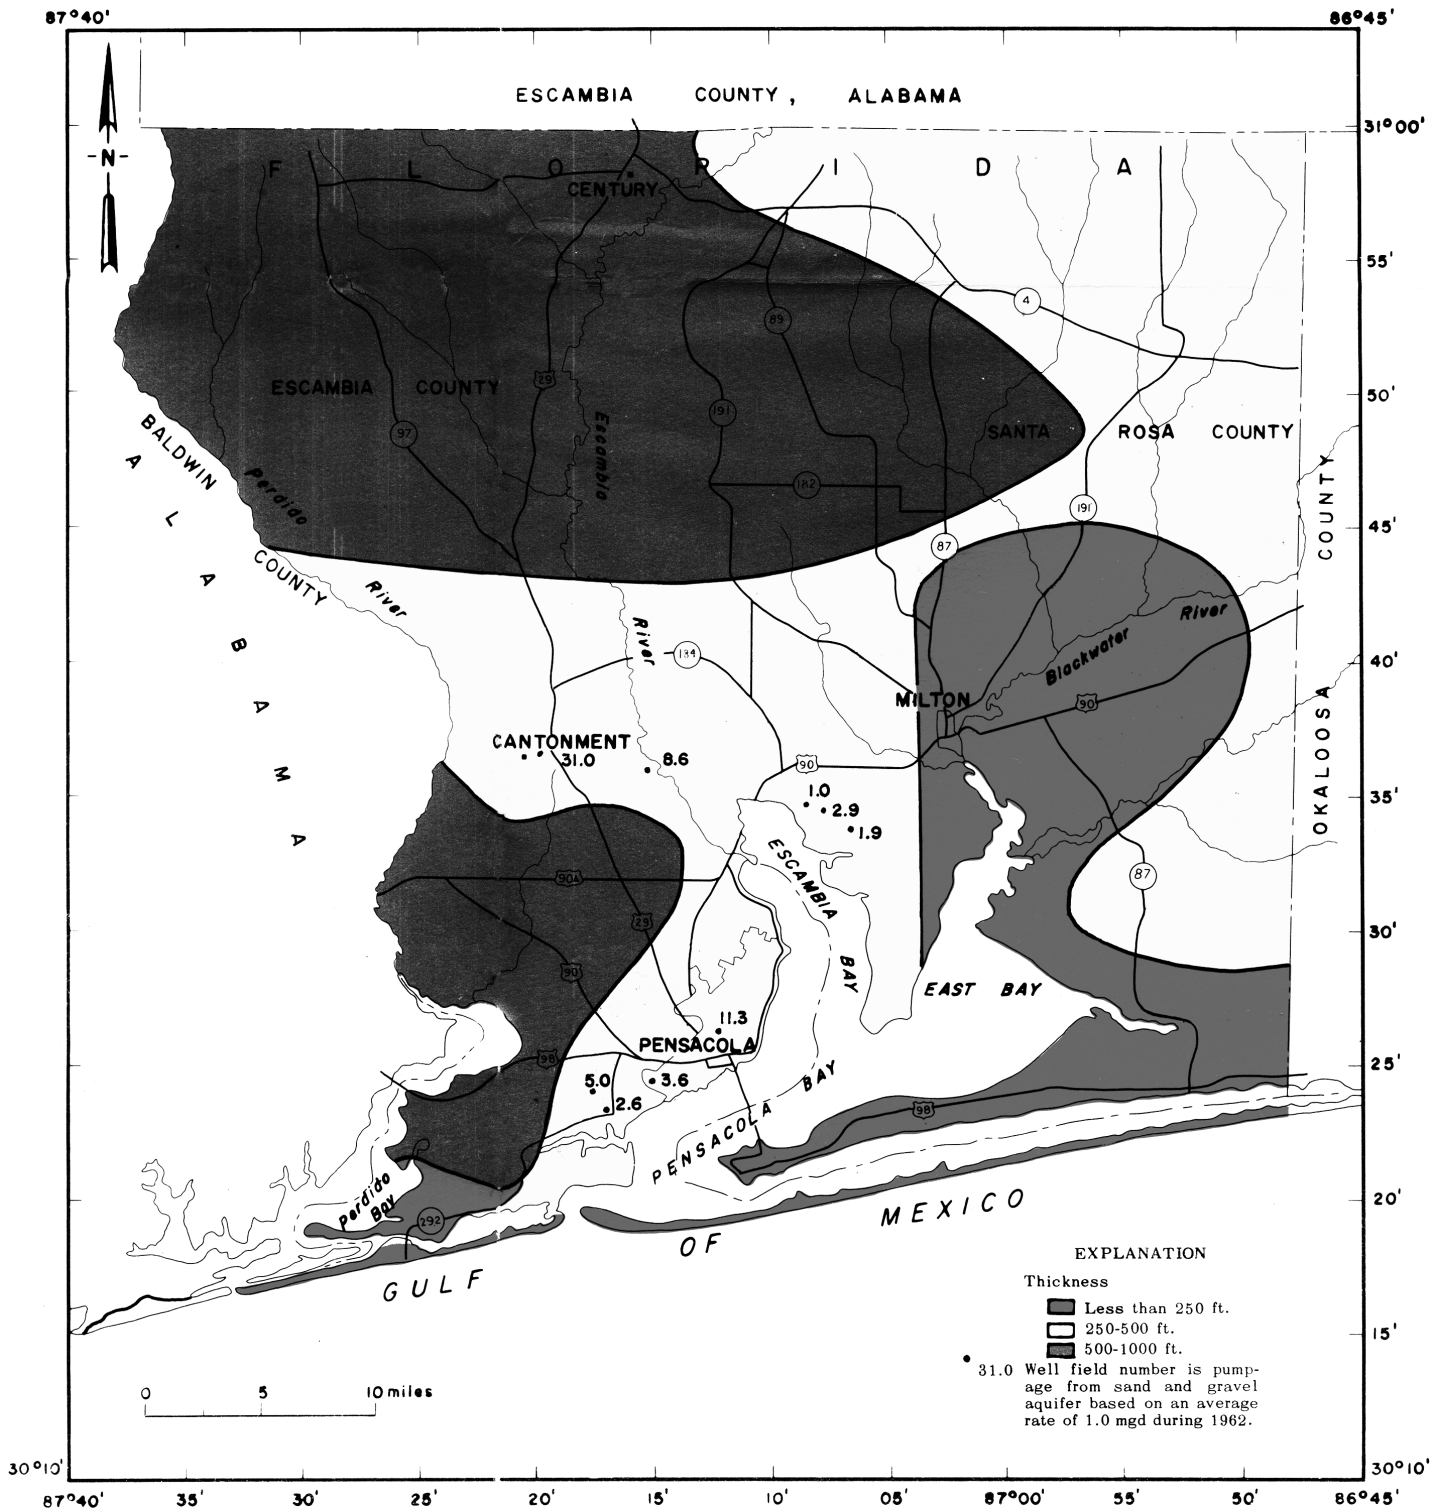 87°40'
86°45'
ESCAMBIA COUNTY, ALABAMA
31°00'
-N-
F L O R I D A
CENTURY
55'
4
89
ESCAMBIA COUNTY
29
191
50'
97
BALDWIN
COUNTY
ALABAMA
SANTA ROSA COUNTY
Escambia
River
Perdido
River
182
191
45'
87
OKALOOSA COUNTY
184
Blackwater River
40'
MILTON
90
CANTONMENT
31.0
8.6
90
1.0
2.9
1.9
35'
ESCAMBIA
BAY
90A
87
29
30'
90
EAST BAY
11.3
PENSACOLA
98
5.0
3.6
2.6
25'
PENSACOLA BAY
98
Perdido
Bay
292
20'
GULF OF MEXICO
EXPLANATION
Thickness
Less than 250 ft.
250-500 ft.
500-1000 ft.
15'
31.0 Well field number is pump-
age from sand and gravel
aquifer based on an average
rate of 1.0 mgd during 1962.
0 5 10 miles
30°10'
30°10'
87°40' 35' 30' 25' 20' 15' 10' 05' 87°00' 55' 50' 86°45'